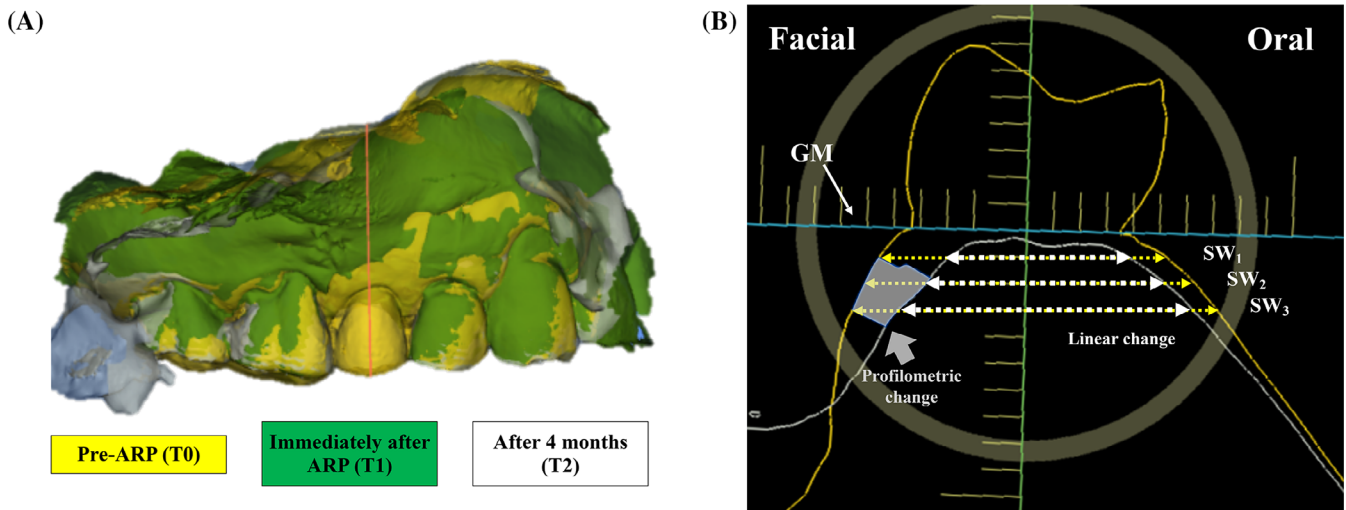 (A)
Pre-ARP (T0)
Immediately after
ARP (T1)
After 4 months
(T2)
(B)
Facial
Oral
GM
SW₁
SW₂
SW₃
Linear change
Profilometric
change